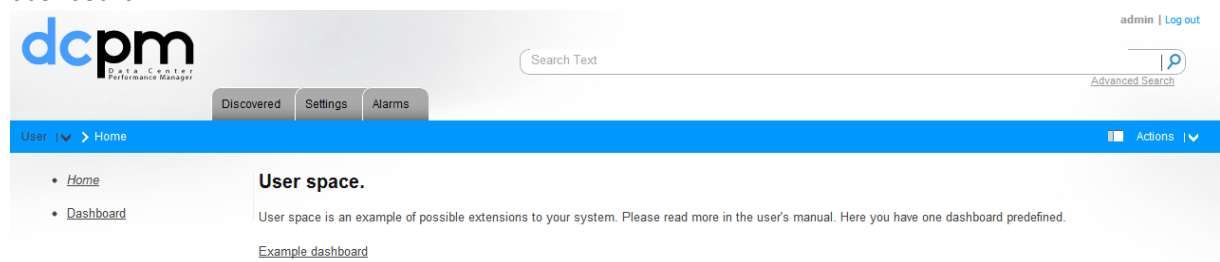 admin | Log out
dcpm
Data Center
Performance Manager
Search Text
Advanced Search
Discovered Settings Alarms
User | > Home
Actions |
• Home
• Dashboard
User space.
User space is an example of possible extensions to your system. Please read more in the user's manual. Here you have one dashboard predefined.
Example dashboard